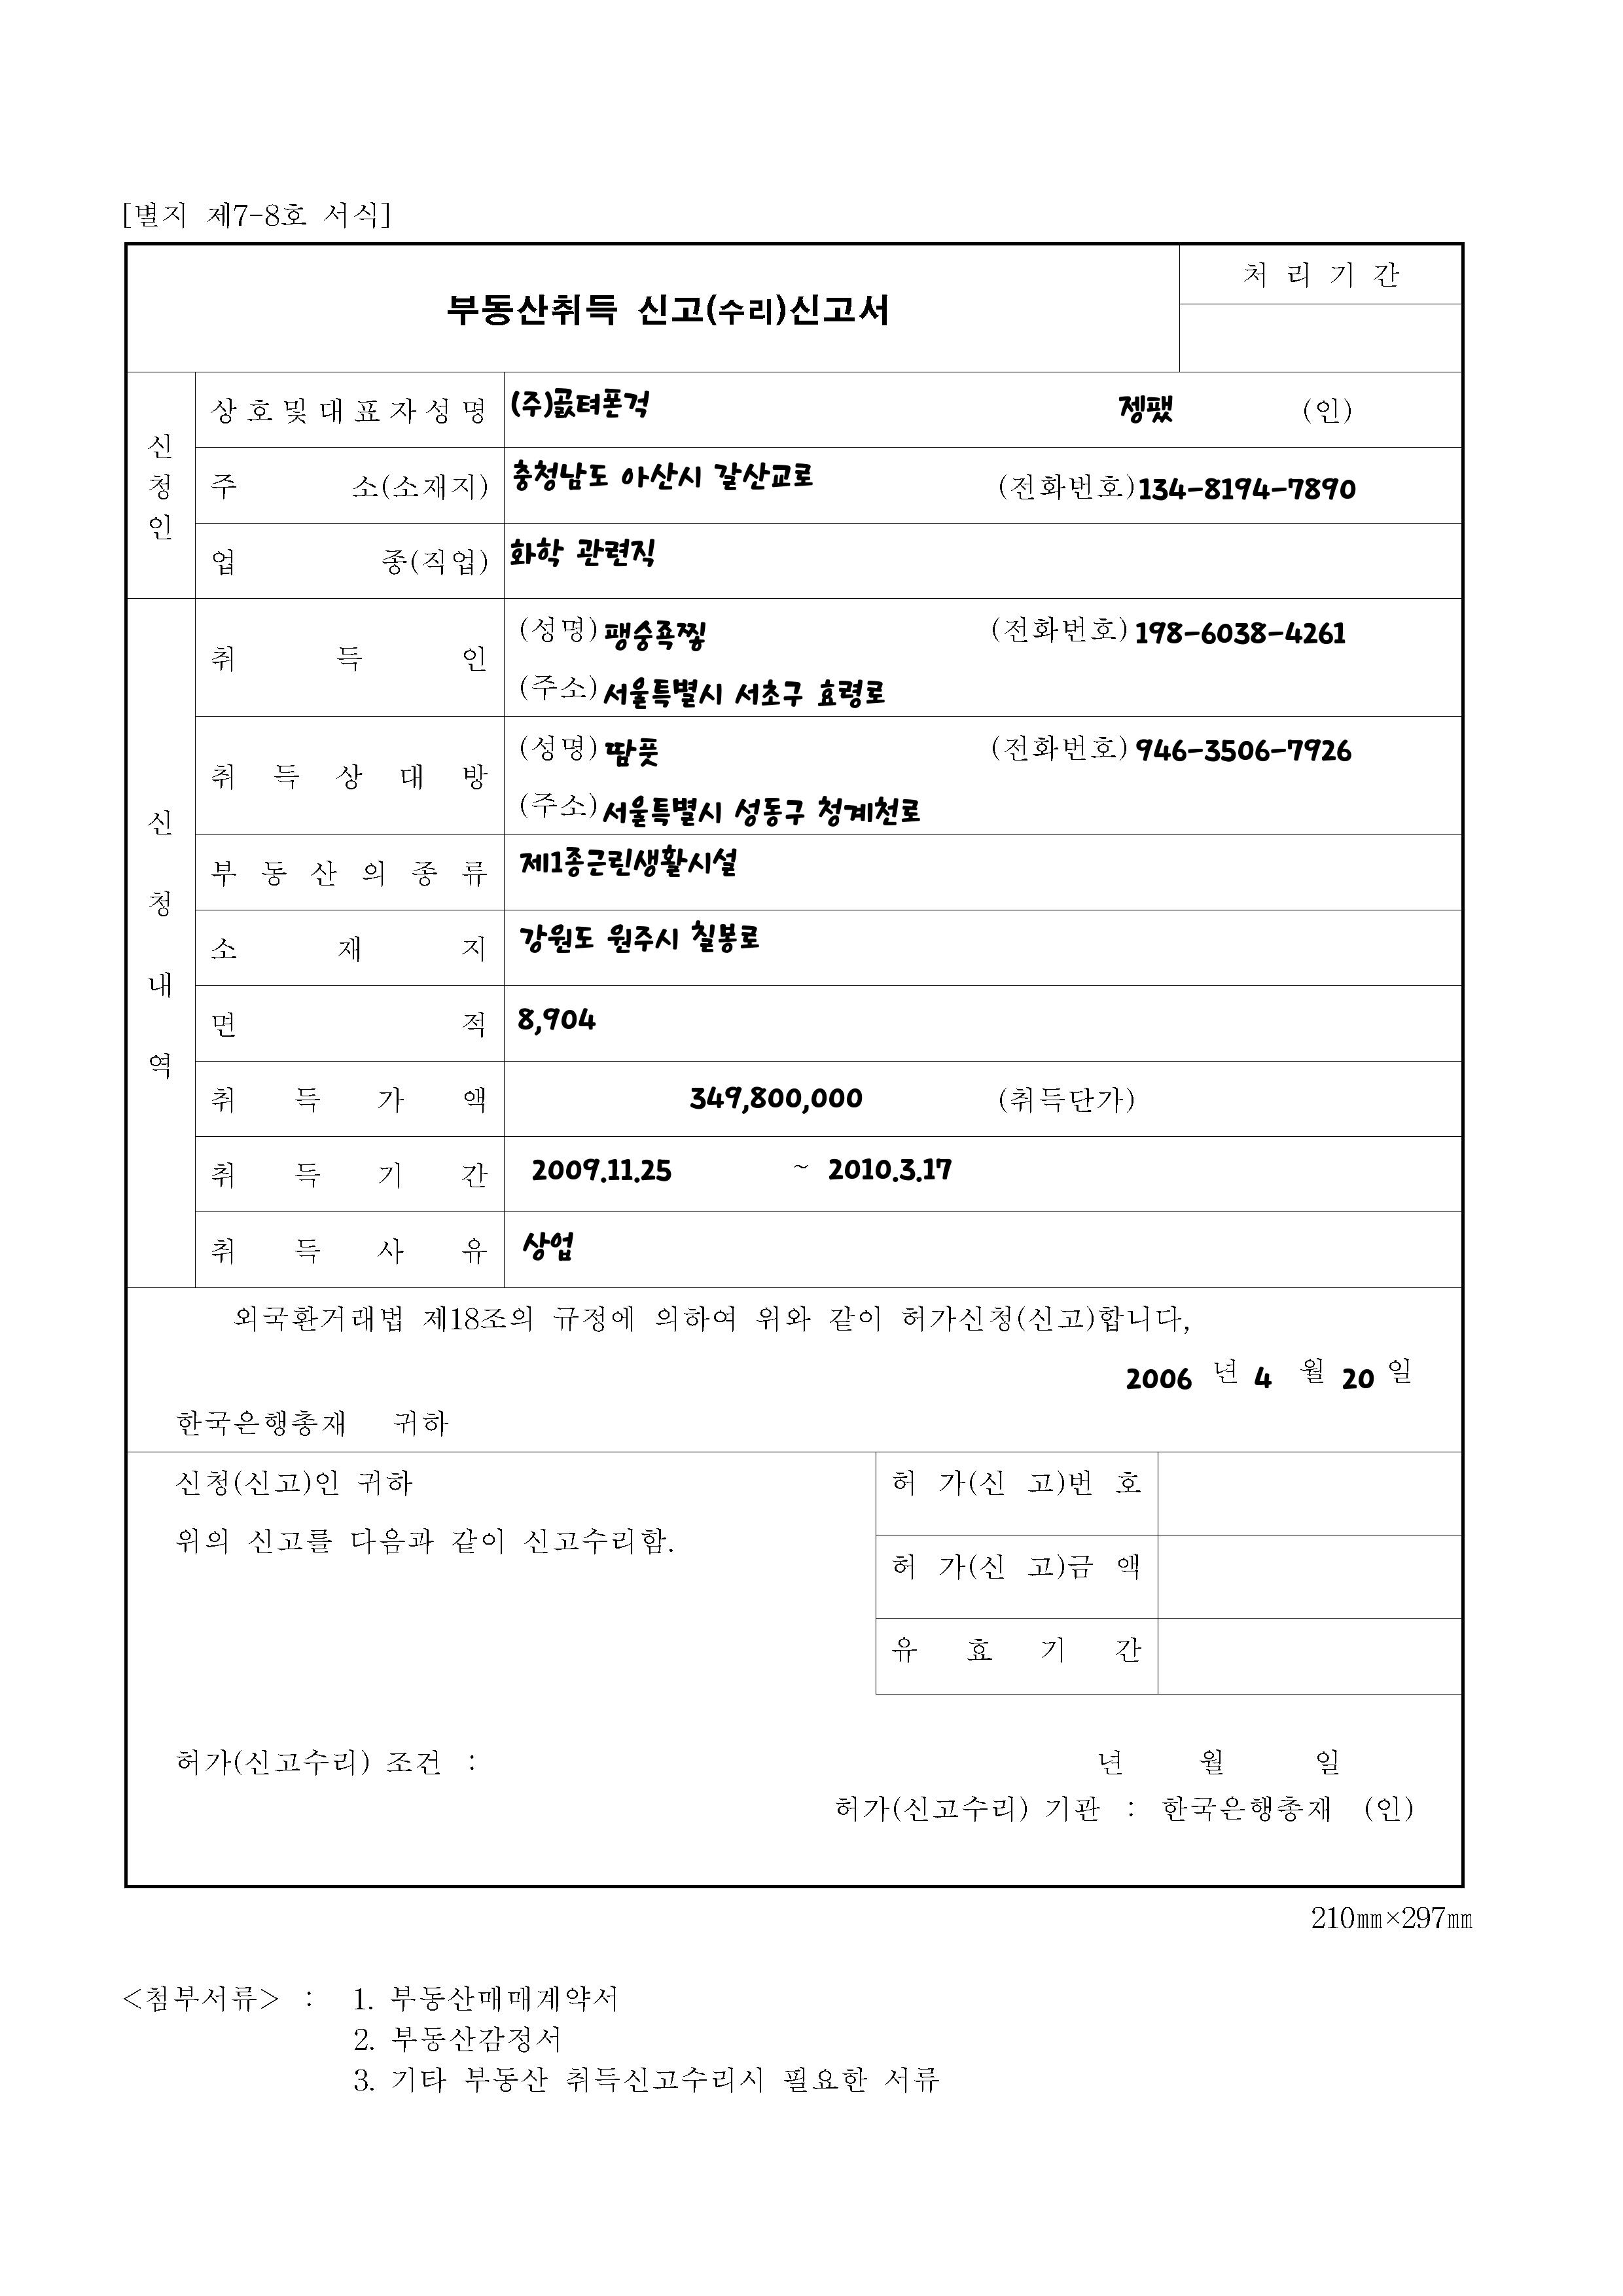 [별지 제7-8호 서식]
부동산취득 신고(수리)신고서
처 리 기 간
신청인
상호및대표자성명 (주)곬텨폰걱 젱팼 (인)
주 소(소재지) 충청남도 아산시 갈산교로 (전화번호)134-8194-7890
업 종(직업) 화학 관련직
신청내역
취 득 인 (성명) 팽숭죡찧 (전화번호) 198-6038-4261
(주소) 서울특별시 서초구 효령로
취 득 상 대 방 (성명) 땁풋 (전화번호) 946-3506-7926
(주소) 서울특별시 성동구 청계천로
부 동 산 의 종 류 제1종근린생활시설
소 재 지 강원도 원주시 칠봉로
면 적 8,904
취 득 가 액 349,800,000 (취득단가)
취 득 기 간 2009.11.25 ~ 2010.3.17
취 득 사 유 상업
외국환거래법 제18조의 규정에 의하여 위와 같이 허가신청(신고)합니다,
2006 년 4 월 20 일
한국은행총재 귀하
신청(신고)인 귀하
위의 신고를 다음과 같이 신고수리함.
허 가(신 고)번 호
허 가(신 고)금 액
유 효 기 간
허가(신고수리) 조건 : 년 월 일
허가(신고수리) 기관 : 한국은행총재 (인)
210㎜×297㎜
<첨부서류> : 1. 부동산매매계약서
2. 부동산감정서
3. 기타 부동산 취득신고수리시 필요한 서류